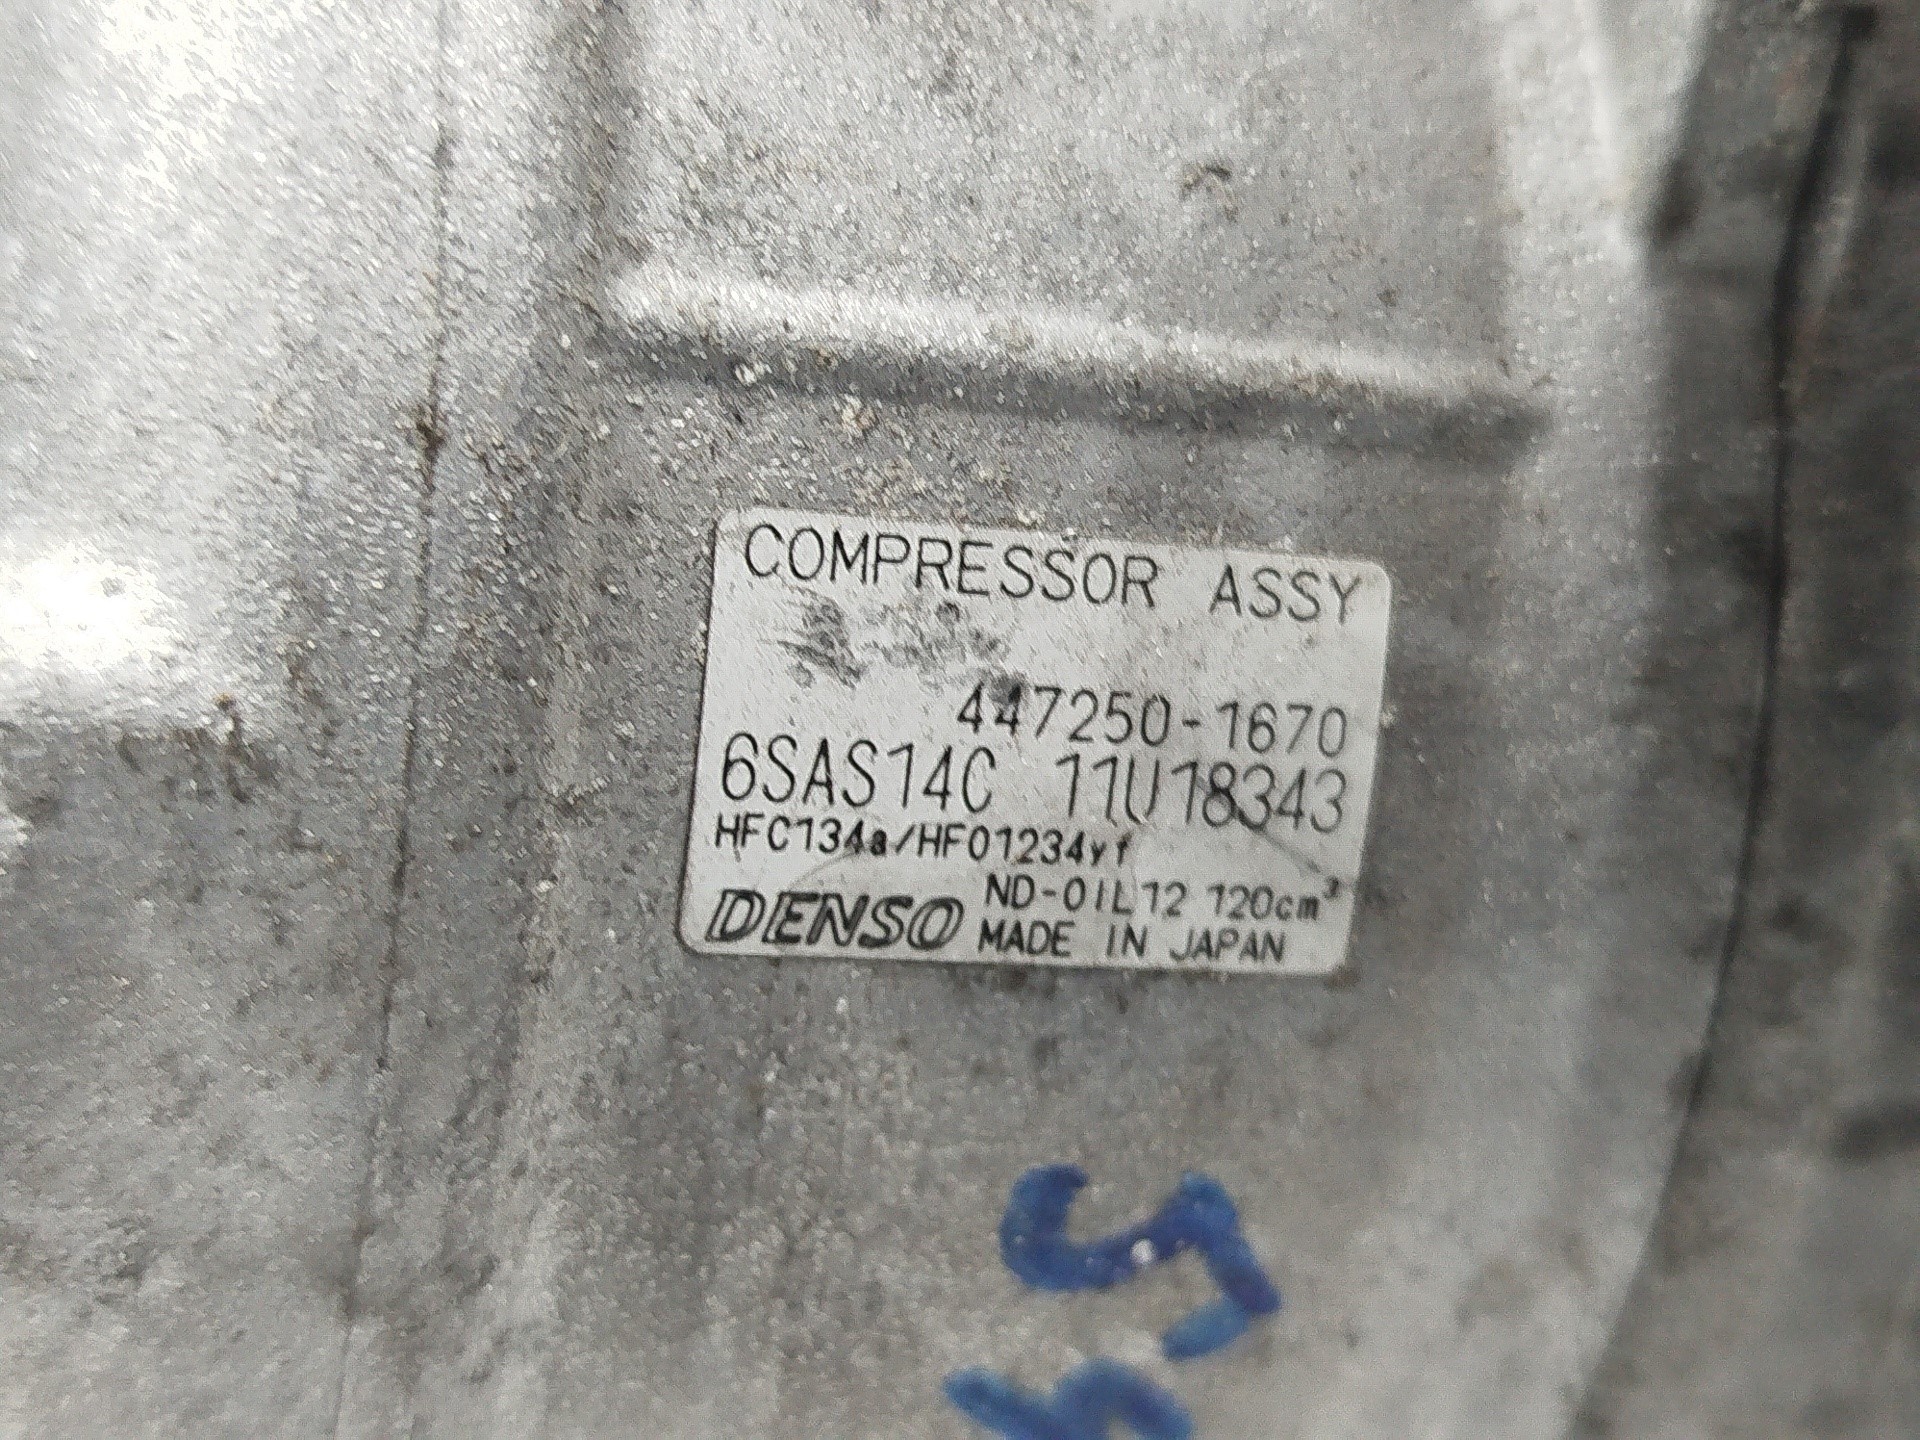 COMPRESSOR ASSY
447250-1670
6SAS14C 11U18343
HFC134a/HFO1234yf
DENSO ND-OIL12 120cm³
MADE IN JAPAN